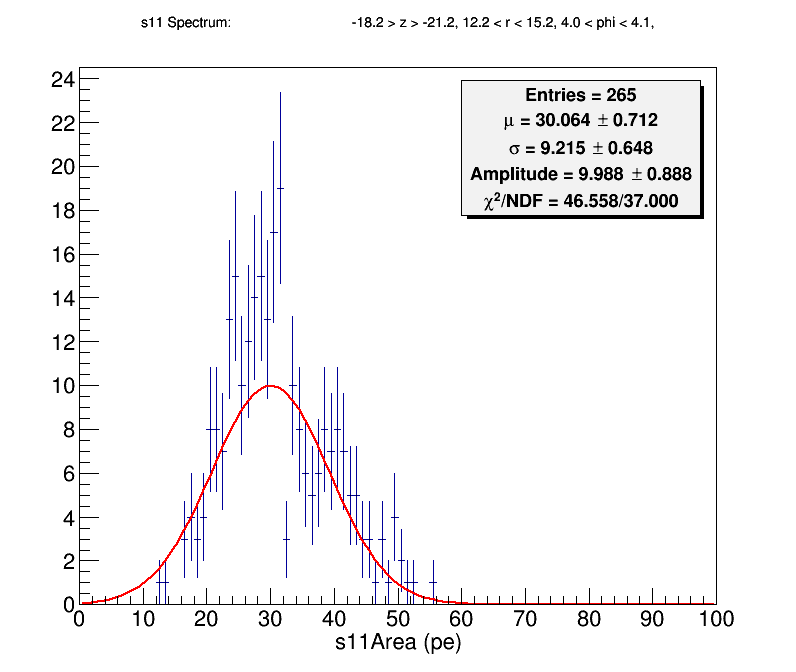 s11 Spectrum: -18.2 > z > -21.2, 12.2 < r < 15.2, 4.0 < phi < 4.1,
Entries = 265
μ = 30.064 ± 0.712
σ = 9.215 ± 0.648
Amplitude = 9.988 ± 0.888
χ²/NDF = 46.558/37.000
24
22
20
18
16
14
12
10
8
6
4
2
0
0 10 20 30 40 50 60 70 80 90 100
s11Area (pe)